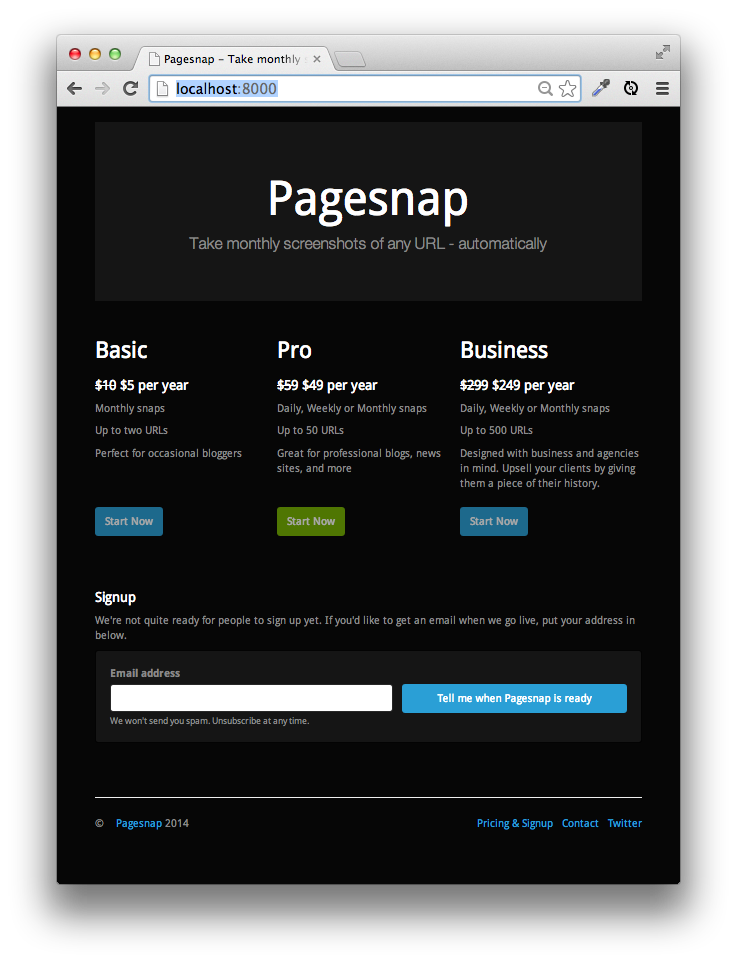 Pagesnap – Take monthly
localhost:8000
Pagesnap
Take monthly screenshots of any URL - automatically
Basic
$10 $5 per year
Monthly snaps
Up to two URLs
Perfect for occasional bloggers
Start Now
Pro
$59 $49 per year
Daily, Weekly or Monthly snaps
Up to 50 URLs
Great for professional blogs, news
sites, and more
Start Now
Business
$299 $249 per year
Daily, Weekly or Monthly snaps
Up to 500 URLs
Designed with business and agencies
in mind. Upsell your clients by giving
them a piece of their history.
Start Now
Signup
We're not quite ready for people to sign up yet. If you'd like to get an email when we go live, put your address in
below.
Email address
Tell me when Pagesnap is ready
We won't send you spam. Unsubscribe at any time.
© Pagesnap 2014
Pricing & Signup Contact Twitter